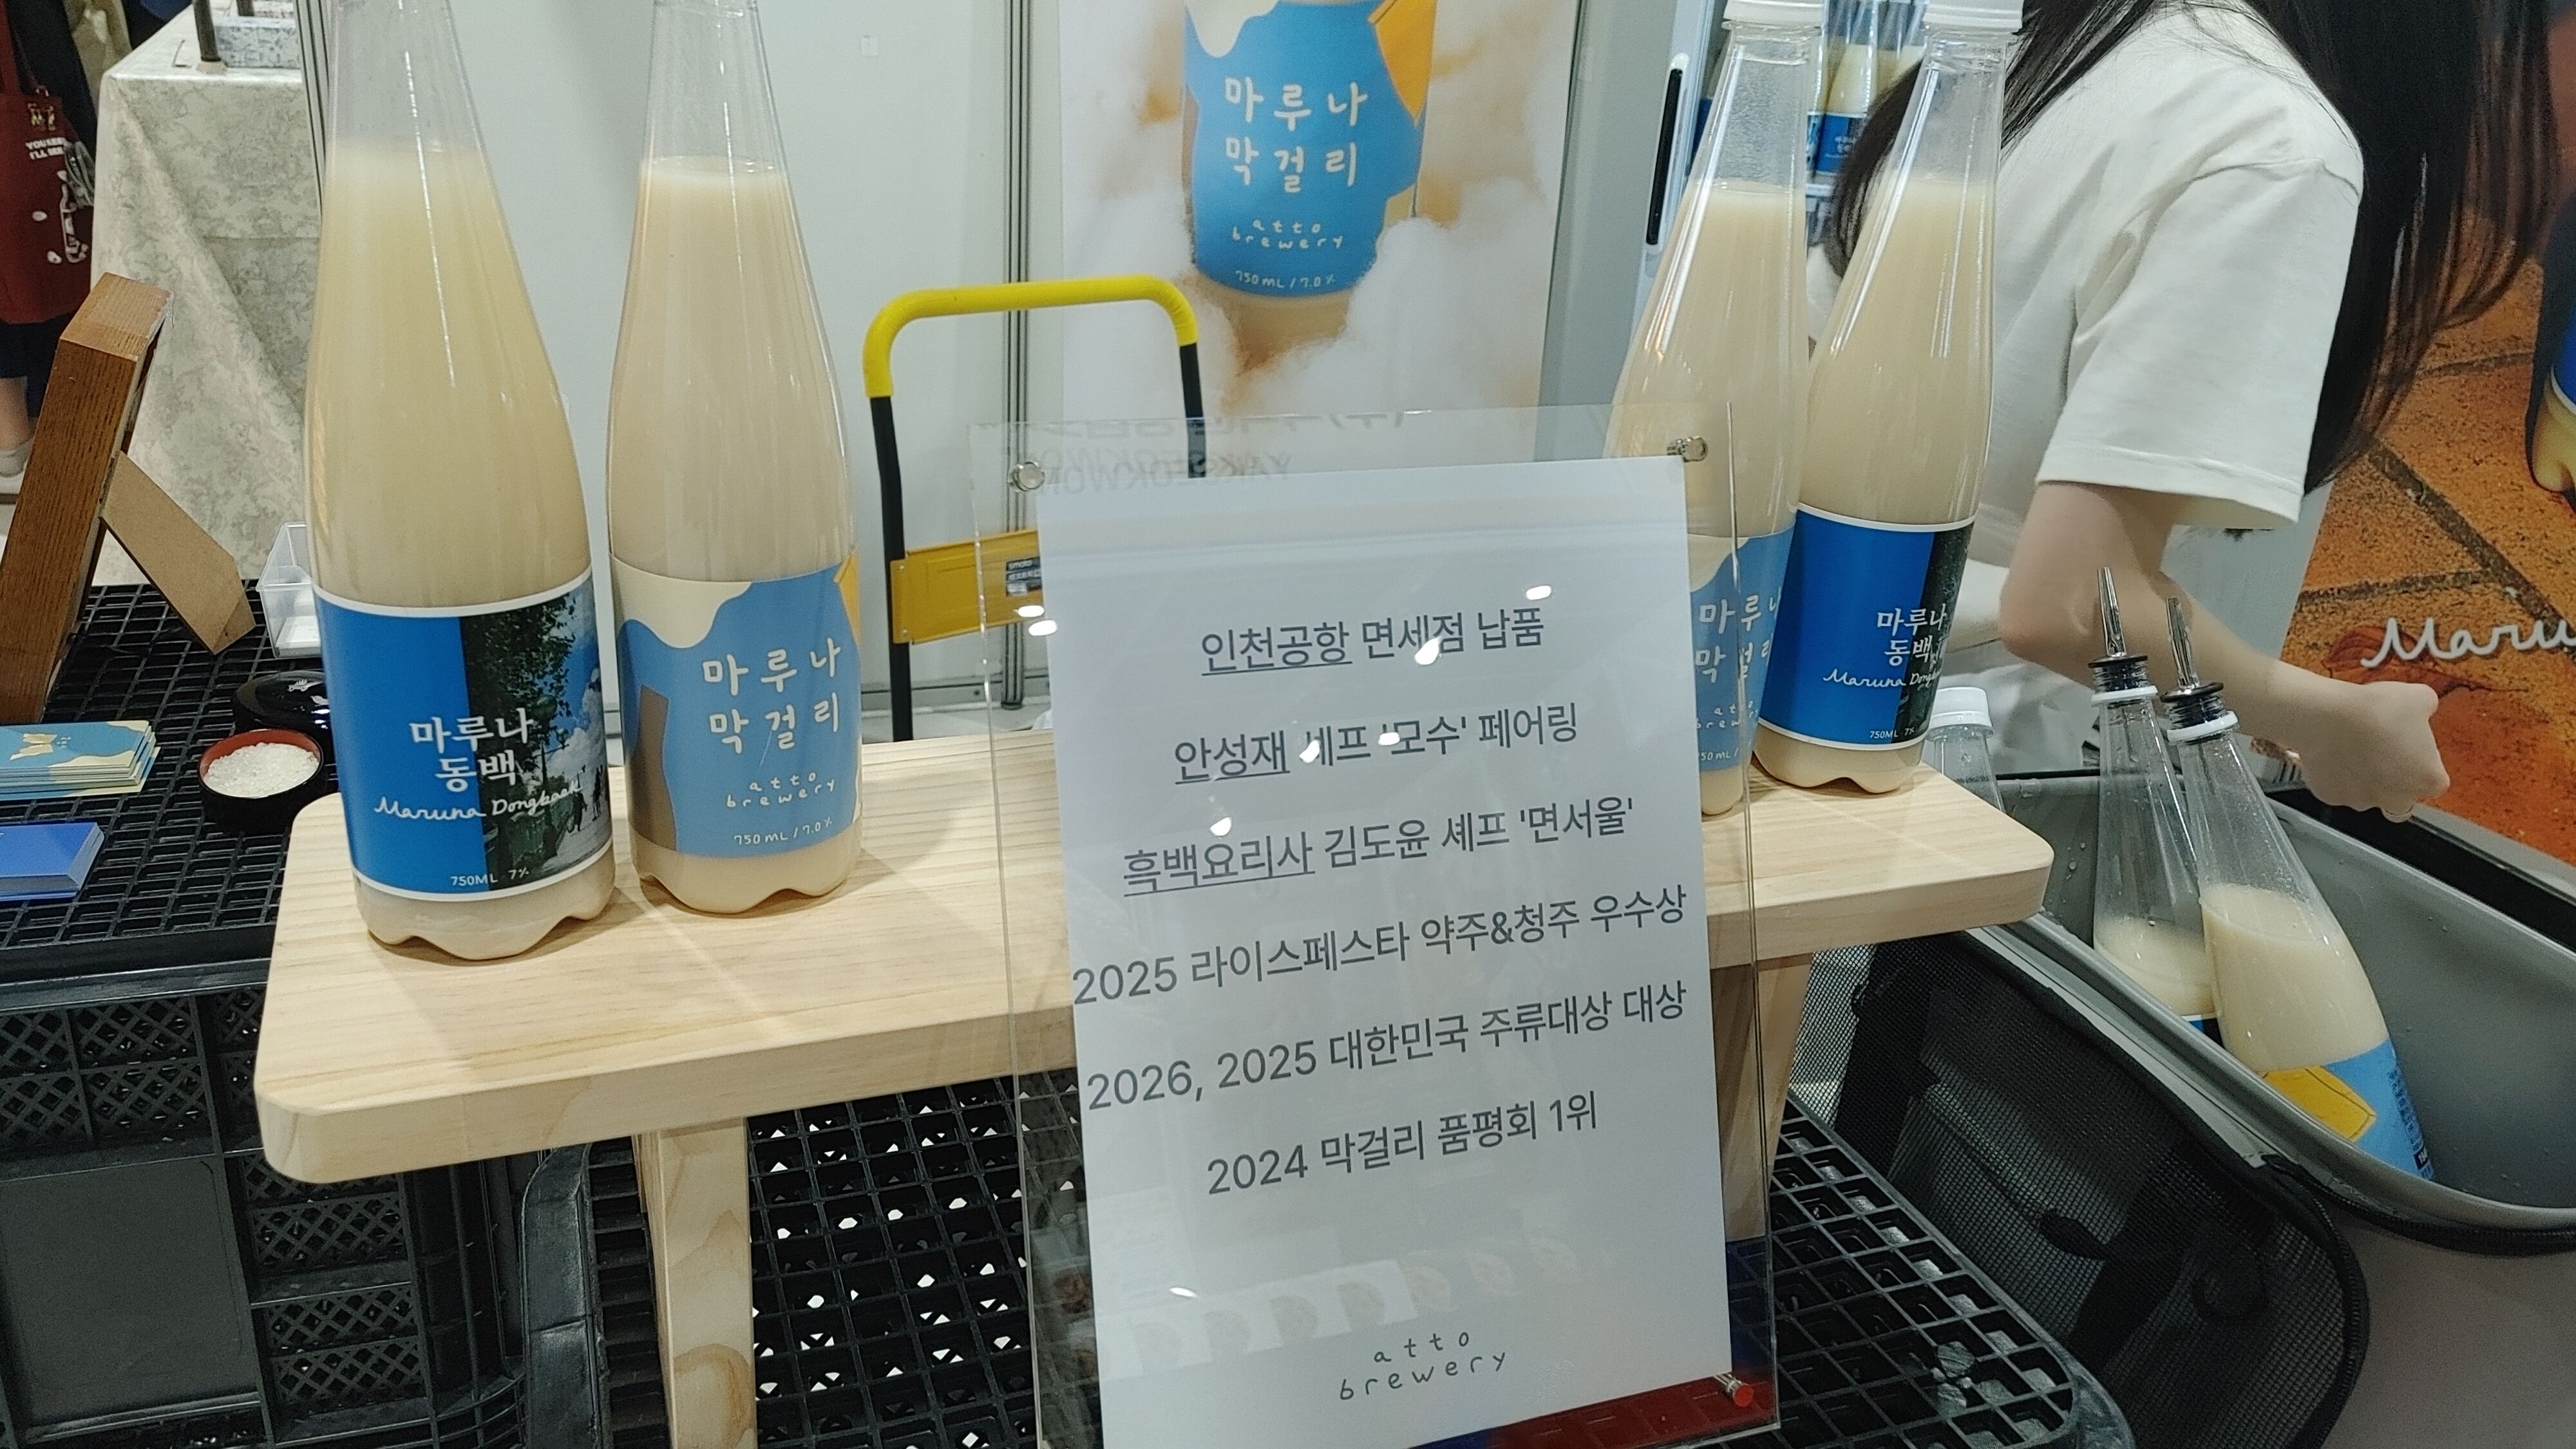 마루나
막걸리
atto
brewery
750ML / 7.0%
마루나
동백
Maruna Dongbaek
750ML 7%
마루나
막걸리
atto
brewery
750ML / 7.0%
마루나
막걸리
마루나
동백
Maruna
750ML 7%
인천공항 면세점 납품
안성재 셰프 '모수' 페어링
흑백요리사 김도윤 셰프 '면서울'
2025 라이스페스타 약주&청주 우수상
2026, 2025 대한민국 주류대상 대상
2024 막걸리 품평회 1위
atto
brewery